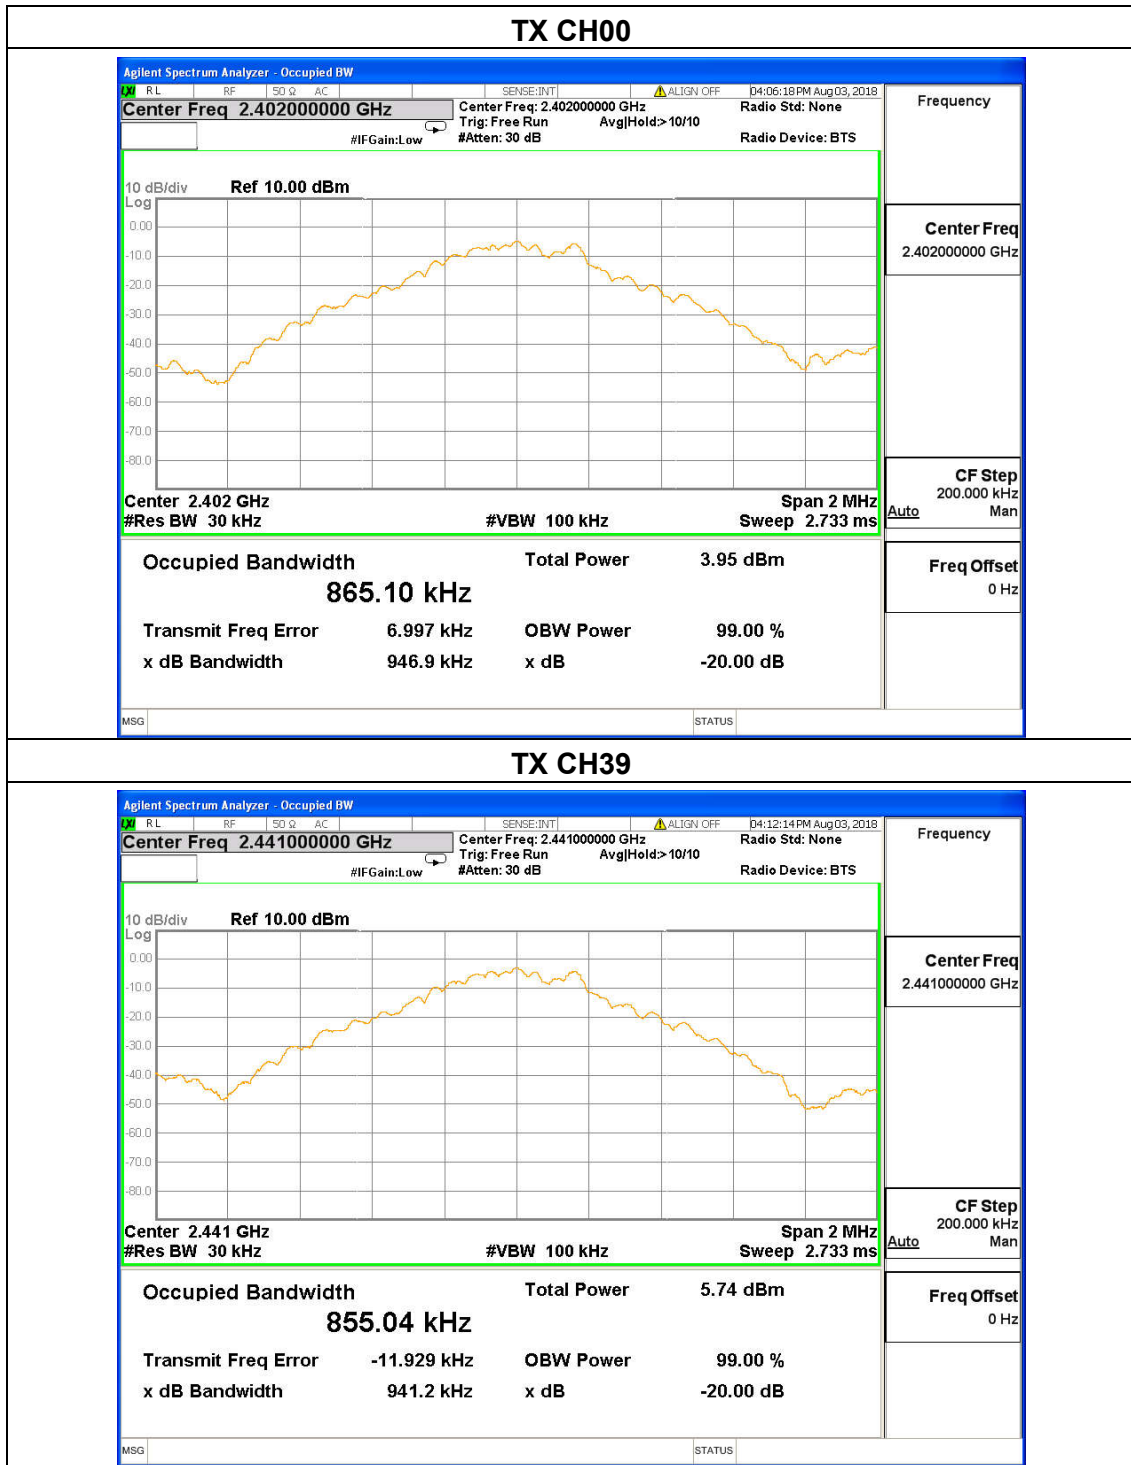 TX CH00
Agilent Spectrum Analyzer - Occupied BW
LXI RL RF 50 Ω AC SENSE:INT ALIGN OFF 04:06:18 PM Aug 03, 2018
Center Freq 2.402000000 GHz
Center Freq: 2.402000000 GHz
Radio Std: None
Trig: Free Run Avg|Hold:>10/10
#IFGain:Low #Atten: 30 dB Radio Device: BTS
Frequency
10 dB/div Ref 10.00 dBm
Log
0.00
-10.0
-20.0
-30.0
-40.0
-50.0
-60.0
-70.0
-80.0
Center Freq
2.402000000 GHz
Center 2.402 GHz Span 2 MHz
#Res BW 30 kHz #VBW 100 kHz Sweep 2.733 ms
CF Step
200.000 kHz
Auto Man
Occupied Bandwidth Total Power 3.95 dBm
865.10 kHz
Transmit Freq Error 6.997 kHz OBW Power 99.00 %
x dB Bandwidth 946.9 kHz x dB -20.00 dB
Freq Offset
0 Hz
MSG STATUS
TX CH39
Agilent Spectrum Analyzer - Occupied BW
LXI RL RF 50 Ω AC SENSE:INT ALIGN OFF 04:12:14 PM Aug 03, 2018
Center Freq 2.441000000 GHz
Center Freq: 2.441000000 GHz
Radio Std: None
Trig: Free Run Avg|Hold:>10/10
#IFGain:Low #Atten: 30 dB Radio Device: BTS
Frequency
10 dB/div Ref 10.00 dBm
Log
0.00
-10.0
-20.0
-30.0
-40.0
-50.0
-60.0
-70.0
-80.0
Center Freq
2.441000000 GHz
Center 2.441 GHz Span 2 MHz
#Res BW 30 kHz #VBW 100 kHz Sweep 2.733 ms
CF Step
200.000 kHz
Auto Man
Occupied Bandwidth Total Power 5.74 dBm
855.04 kHz
Transmit Freq Error -11.929 kHz OBW Power 99.00 %
x dB Bandwidth 941.2 kHz x dB -20.00 dB
Freq Offset
0 Hz
MSG STATUS